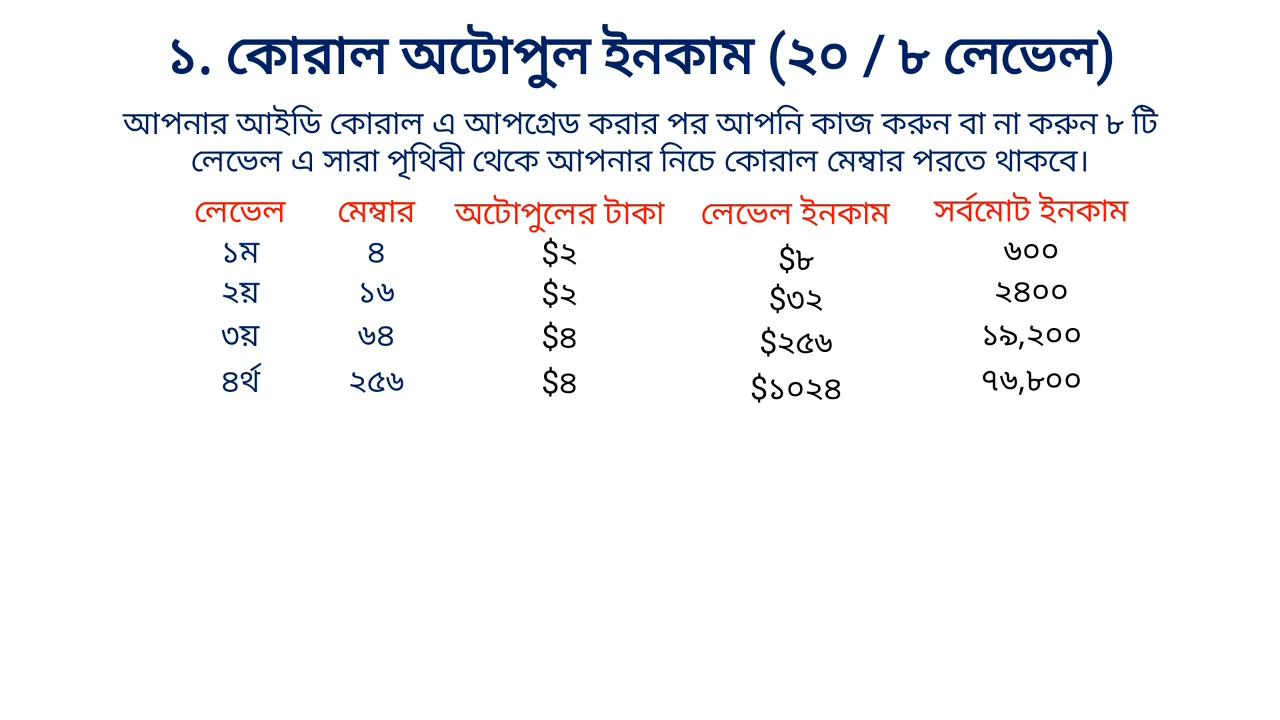 ১. কোরাল অটোপুল ইনকাম (২০ / ৮ লেভেল)
আপনার আইডি কোরাল এ আপগ্রেড করার পর আপনি কাজ করুন বা না করুন ৮ টি
লেভেল এ সারা পৃথিবী থেকে আপনার নিচে কোরাল মেম্বার পরতে থাকবে।
লেভেল মেম্বার অটোপুলের টাকা লেভেল ইনকাম সর্বমোট ইনকাম
১ম ৪ $২ $৮ ৬০০
২য় ১৬ $২ $৩২ ২৪০০
৩য় ৬৪ $৪ $২৫৬ ১৯,২০০
৪র্থ ২৫৬ $৪ $১০২৪ ৭৬,৮০০